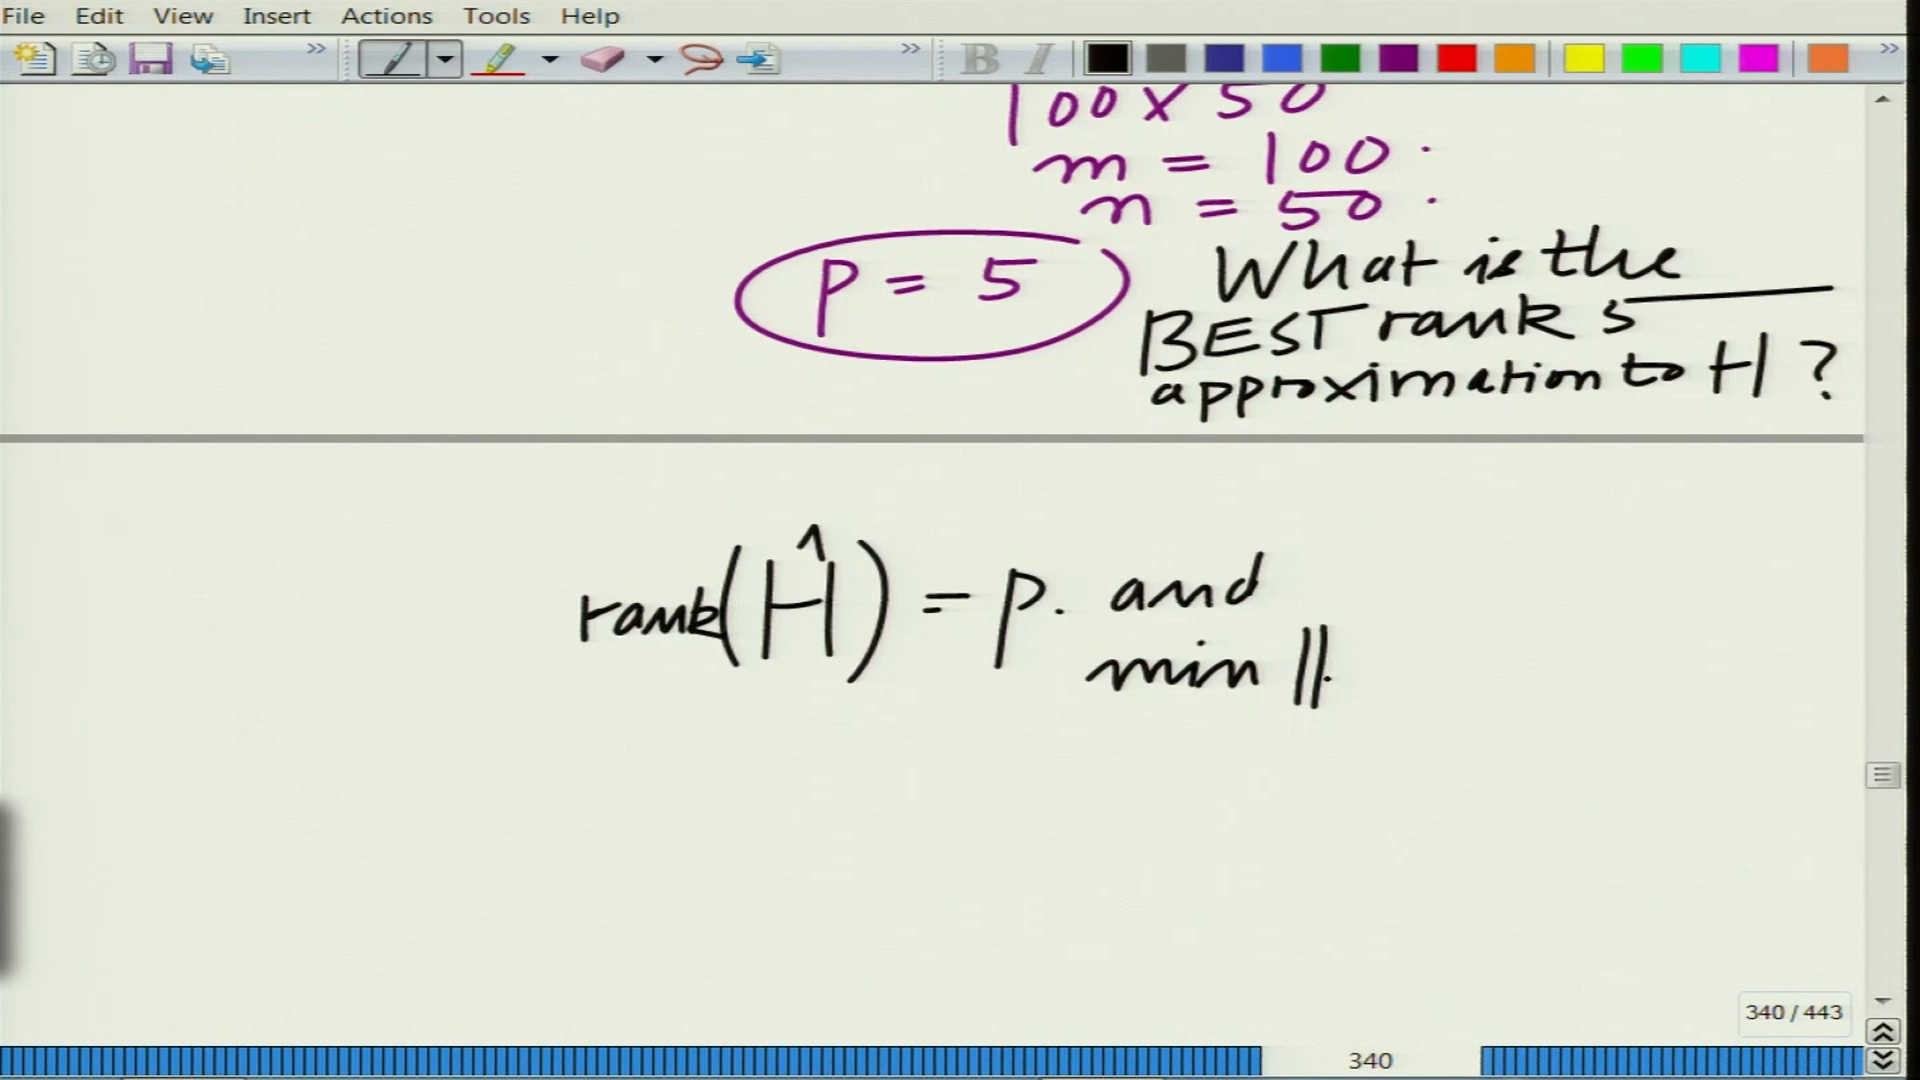 File Edit View Insert Actions Tools Help
B I
100 x 50
m = 100.
n = 50.
P = 5
What is the
BEST rank 5
approximation to H ?
rank(Ĥ) = p. and
min ||.
340 / 443
340